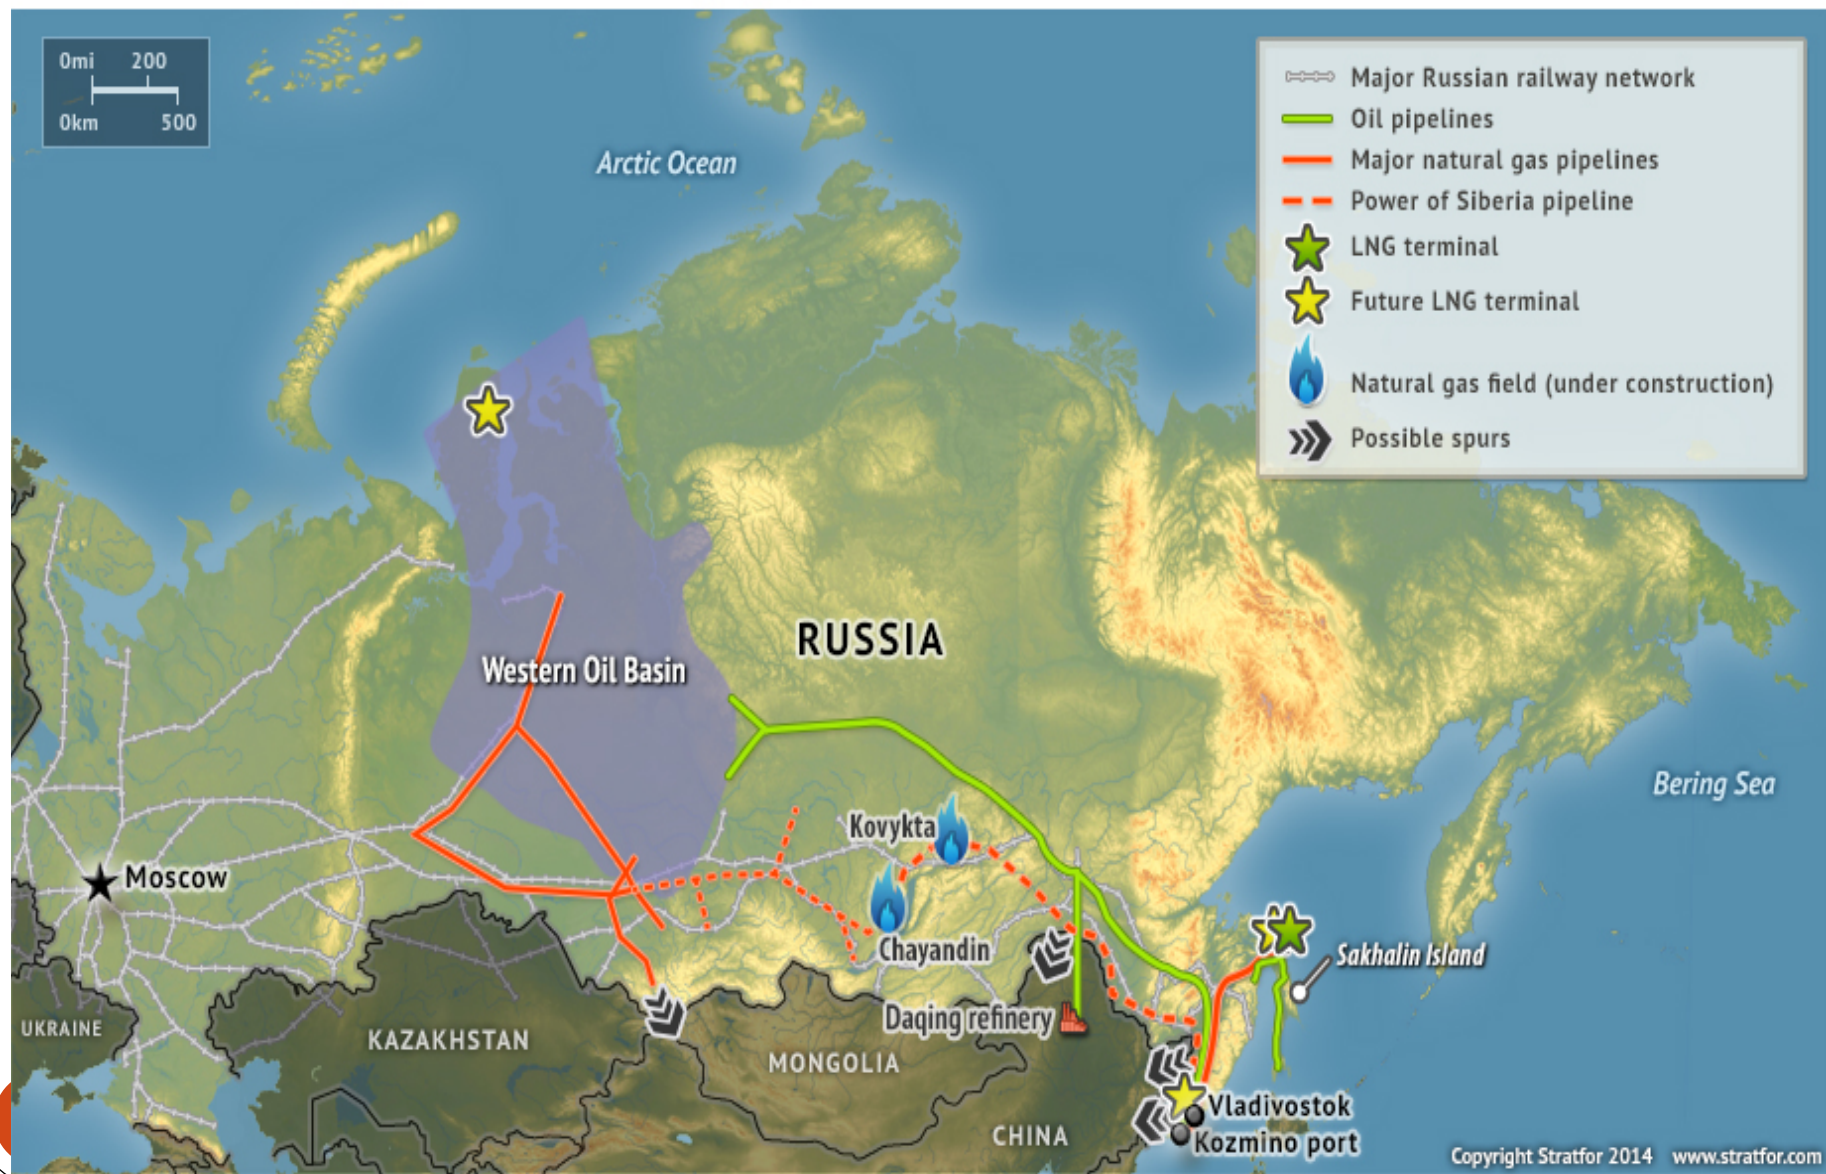 0mi 200
0km 500
Major Russian railway network
Oil pipelines
Major natural gas pipelines
Power of Siberia pipeline
LNG terminal
Future LNG terminal
Natural gas field (under construction)
Possible spurs
Arctic Ocean
RUSSIA
Western Oil Basin
Bering Sea
Kovykta
Moscow
Chayandin
Sakhalin Island
Daqing refinery
UKRAINE
KAZAKHSTAN
MONGOLIA
Vladivostok
CHINA
Kozmino port
Copyright Stratfor 2014 www.stratfor.com